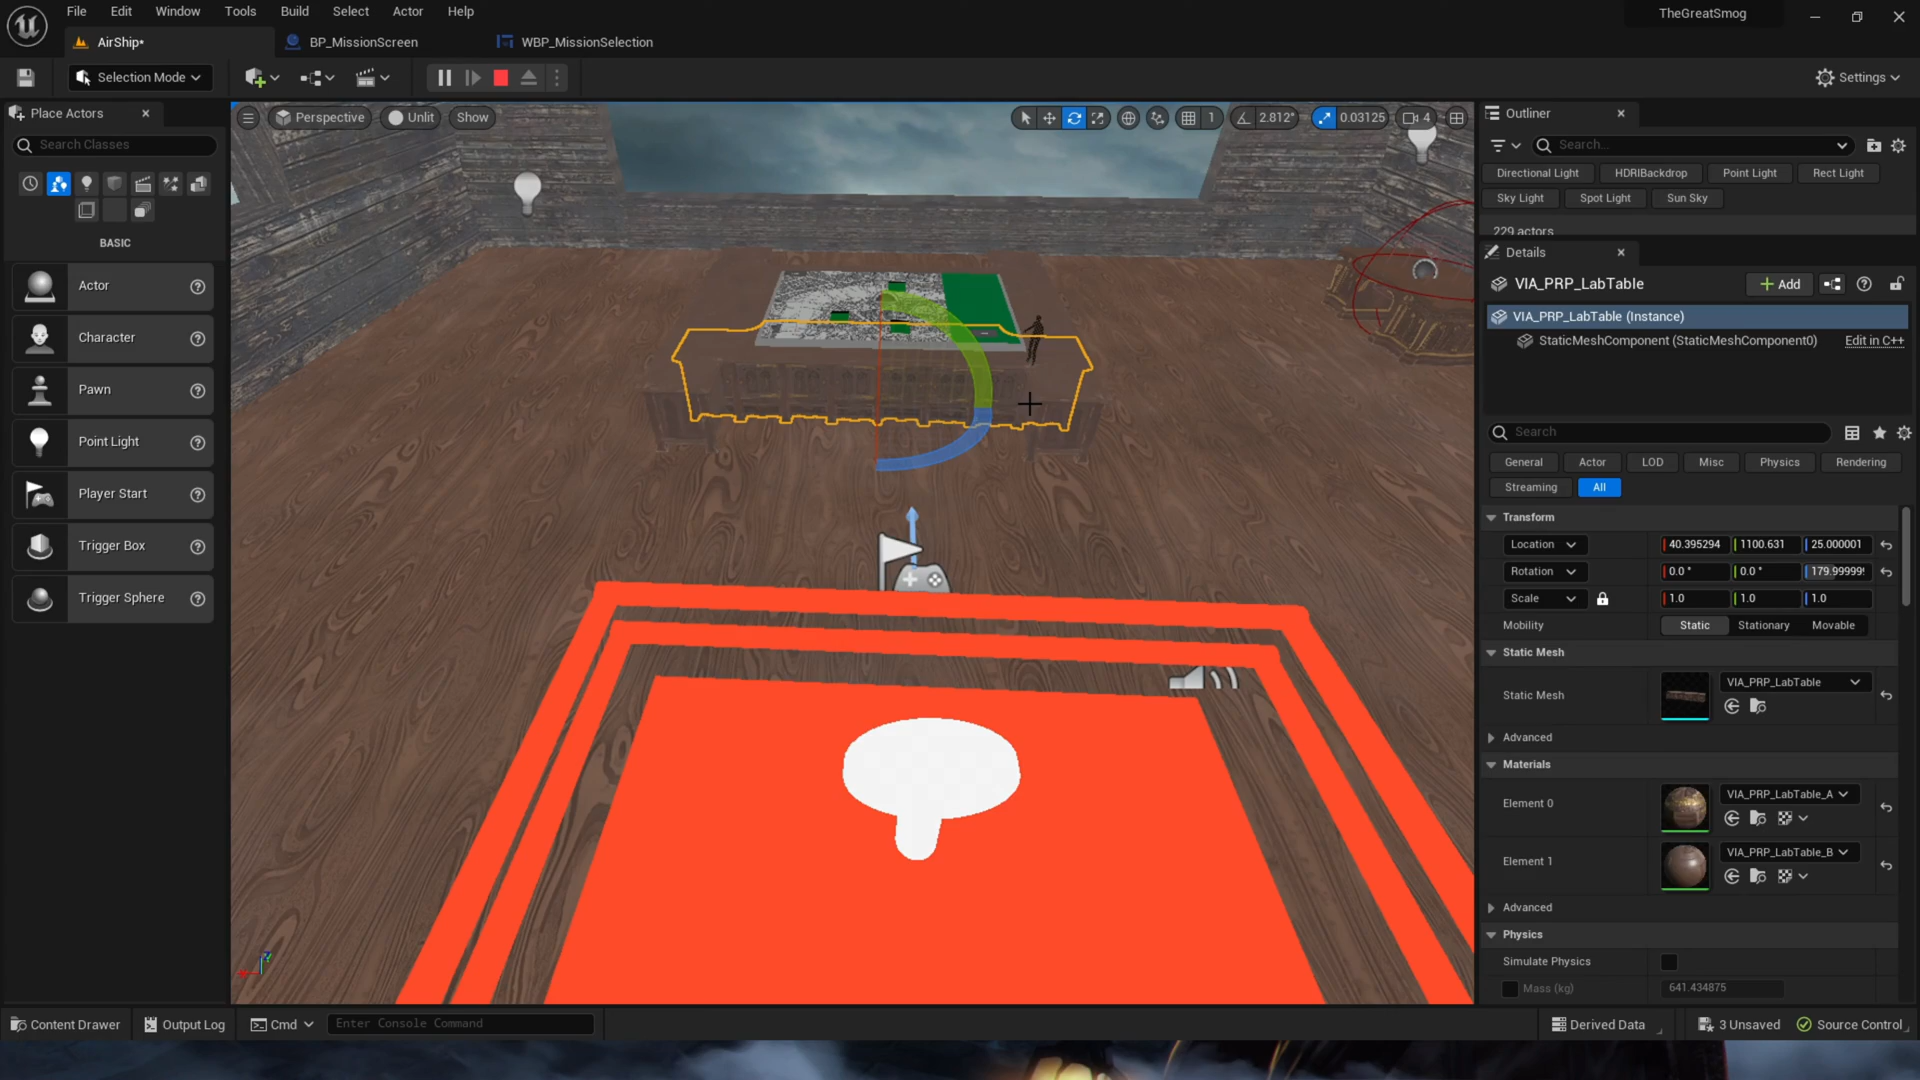 File Edit Window Tools Build Select Actor Help
TheGreatSmog
AirShip* BP_MissionScreen WBP_MissionSelection
Selection Mode
Settings
Place Actors
Search Classes
BASIC
Actor
Character
Pawn
Point Light
Player Start
Trigger Box
Trigger Sphere
Perspective Unlit Show
1 2.812° 0.03125 4
Outliner
Search...
Directional Light HDRIBackdrop Point Light Rect Light
Sky Light Spot Light Sun Sky
229 actors
Details
VIA_PRP_LabTable
Add
VIA_PRP_LabTable (Instance)
StaticMeshComponent (StaticMeshComponent0) Edit in C++
Search
General Actor LOD Misc Physics Rendering
Streaming All
Transform
Location 40.395294 1100.631 25.000001
Rotation 0.0 ° 0.0 ° 179.999999
Scale 1.0 1.0 1.0
Mobility Static Stationary Movable
Static Mesh
Static Mesh VIA_PRP_LabTable
Advanced
Materials
Element 0 VIA_PRP_LabTable_A
Element 1 VIA_PRP_LabTable_B
Advanced
Physics
Simulate Physics
Mass (kg) 641.434875
Content Drawer Output Log Cmd Enter Console Command
Derived Data 3 Unsaved Source Control